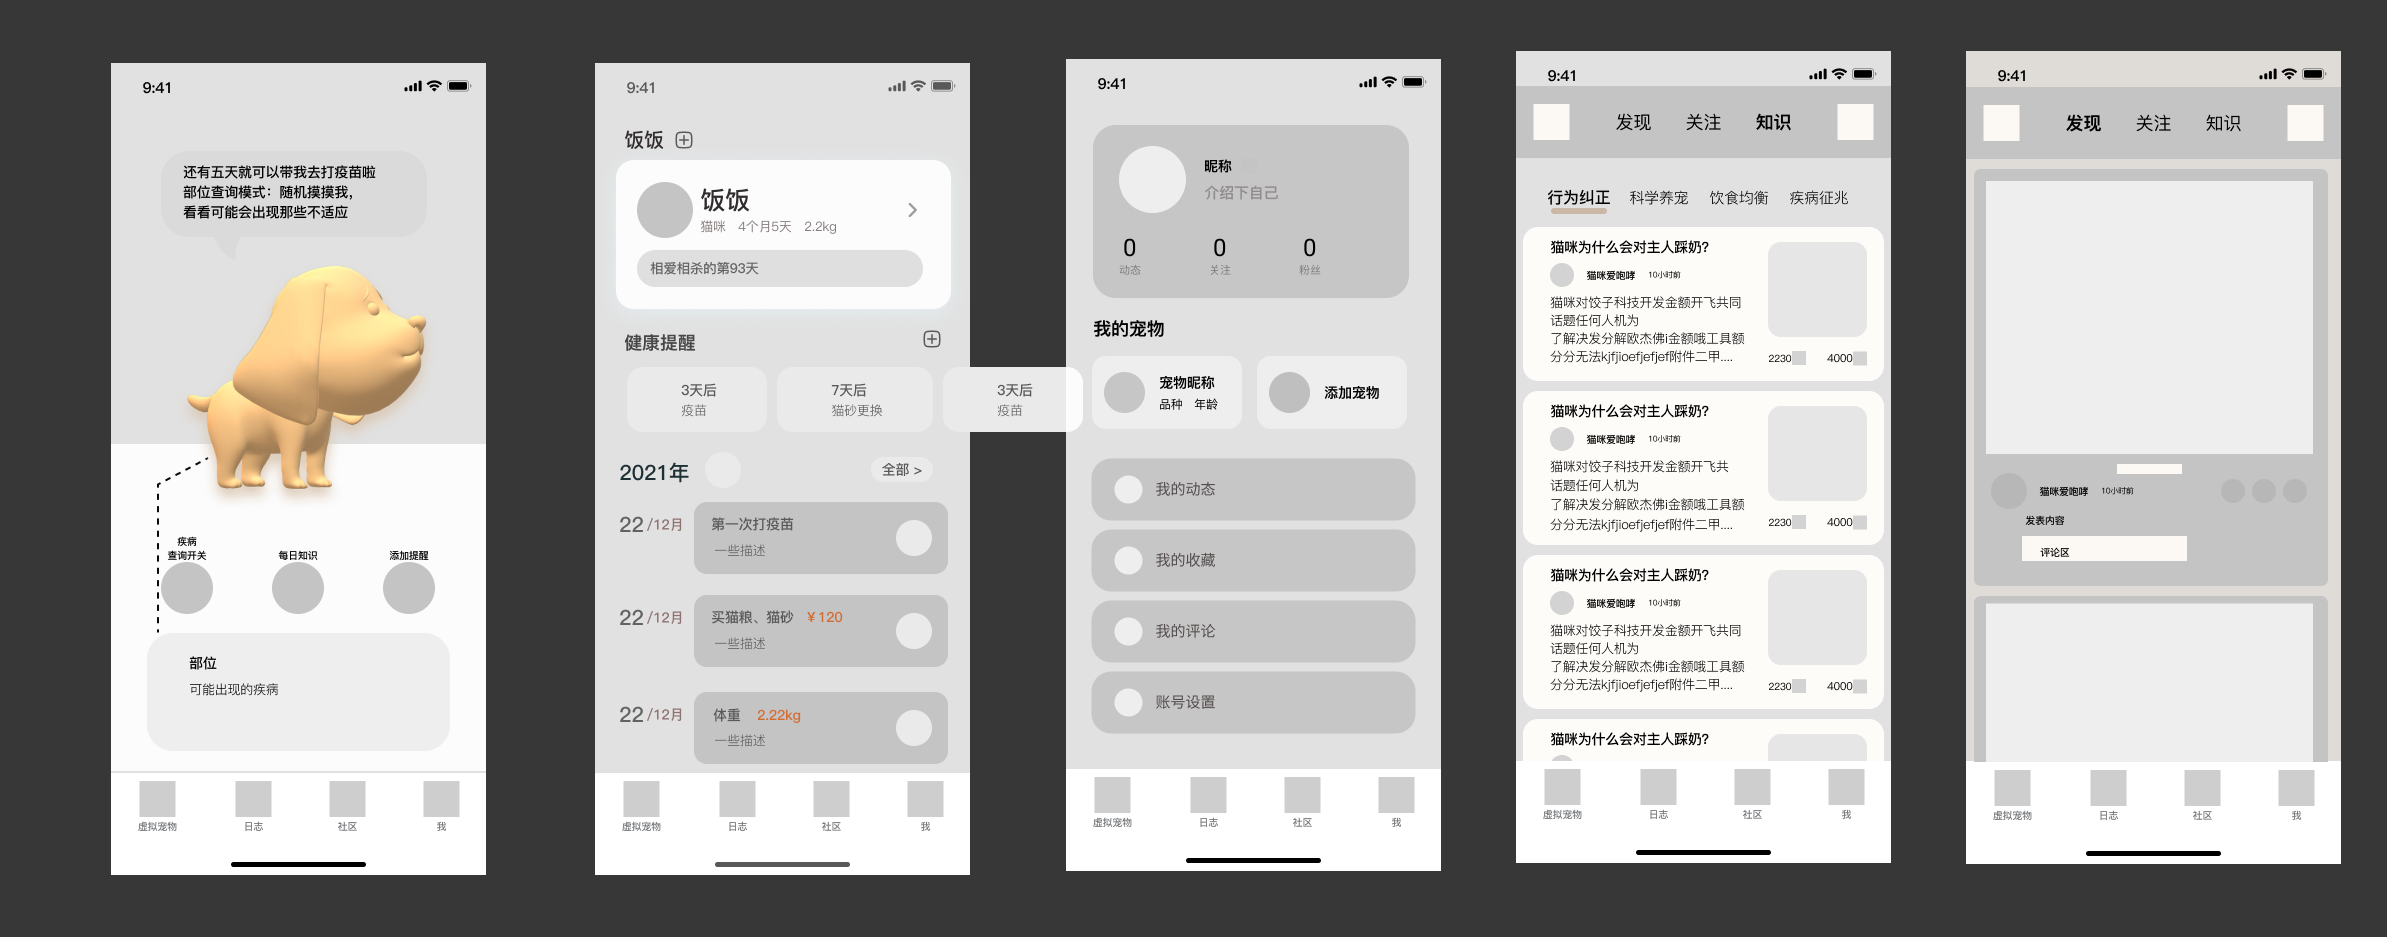 9:41
还有五天就可以带我去打疫苗啦
部位查询模式：随机摸摸我，
看看可能会出现那些不适应
疾病
查询开关
每日知识
添加提醒
部位
可能出现的疾病
虚拟宠物 日志 社区 我
9:41
饭饭
饭饭
猫咪 4个月5天 2.2kg
相爱相杀的第93天
健康提醒
3天后
疫苗
7天后
猫砂更换
3天后
疫苗
2021年
全部 >
22/12月
第一次打疫苗
一些描述
22/12月
买猫粮、猫砂 ¥120
一些描述
22/12月
体重 2.22kg
一些描述
虚拟宠物 日志 社区 我
9:41
昵称
介绍下自己
0 0 0
动态 关注 粉丝
我的宠物
宠物昵称
品种 年龄
添加宠物
我的动态
我的收藏
我的评论
账号设置
虚拟宠物 日志 社区 我
9:41
发现 关注 知识
行为纠正 科学养宠 饮食均衡 疾病征兆
猫咪为什么会对主人踩奶?
猫咪爱咆哮 10小时前
猫咪对饺子科技开发金额开飞共同
话题任何人机为
了解决发分解欧杰佛i金额哦工具额
分分无法kjfjioefjefjef附件二甲....
2230 4000
猫咪为什么会对主人踩奶?
猫咪爱咆哮 10小时前
猫咪对饺子科技开发金额开飞共
话题任何人机为
了解决发分解欧杰佛i金额哦工具额
分分无法kjfjioefjefjef附件二甲....
2230 4000
猫咪为什么会对主人踩奶?
猫咪爱咆哮 10小时前
猫咪对饺子科技开发金额开飞共同
话题任何人机为
了解决发分解欧杰佛i金额哦工具额
分分无法kjfjioefjefjef附件二甲....
2230 4000
猫咪为什么会对主人踩奶?
虚拟宠物 日志 社区 我
9:41
发现 关注 知识
猫咪爱咆哮 10小时前
发表内容
评论区
虚拟宠物 日志 社区 我